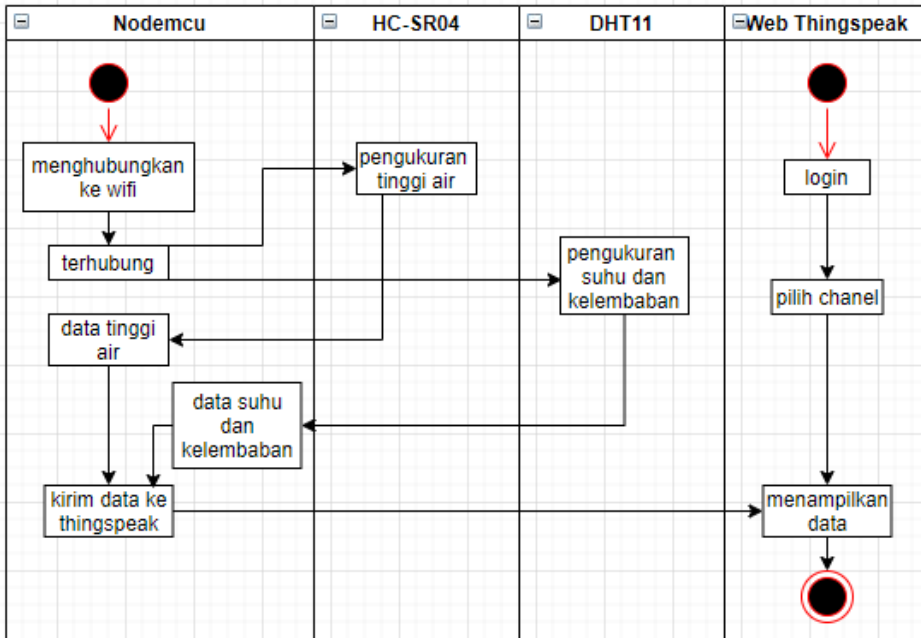 Nodemcu
HC-SR04
DHT11
Web Thingspeak
menghubungkan
ke wifi
terhubung
data tinggi
air
data suhu
dan
kelembaban
kirim data ke
thingspeak
pengukuran
tinggi air
pengukuran
suhu dan
kelembaban
login
pilih chanel
menampilkan
data